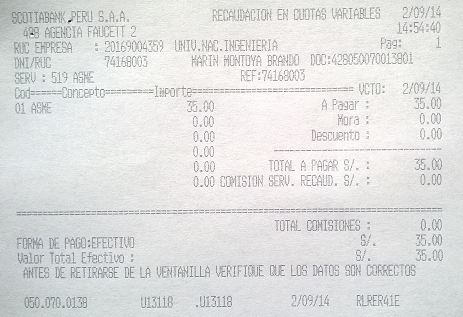 SCOTIABANK PERU S.A.A. RECAUDACION EN CUOTAS VARIABLES 2/09/14
428 AGENCIA FAUCETT 2 14:54:40
RUC EMPRESA : 20169004359 UNIV.NAC.INGENIERIA Pag: 1
DNI/RUC 74168003 MARIN MONTOYA BRANDO DOC:428050070013801
SERV : 519 ASME REF:74168003
Cod======Concepto=========Importe=========================== VCTO: 2/09/14
01 ASME 35.00 A Pagar : 35.00
0.00 Mora : 0.00
0.00 Descuento : 0.00
0.00 ------------------------------
0.00 TOTAL A PAGAR S/. : 35.00
0.00 COMISION SERV. RECAUD. S/. : 0.00
================================================================
TOTAL COMISIONES : 0.00
FORMA DE PAGO:EFECTIVO S/. 35.00
Valor Total Efectivo : S/. 35.00
ANTES DE RETIRARSE DE LA VENTANILLA VERIFIQUE QUE LOS DATOS SON CORRECTOS
050.070.0138 U13118 .U13118 2/09/14 RLRER41E